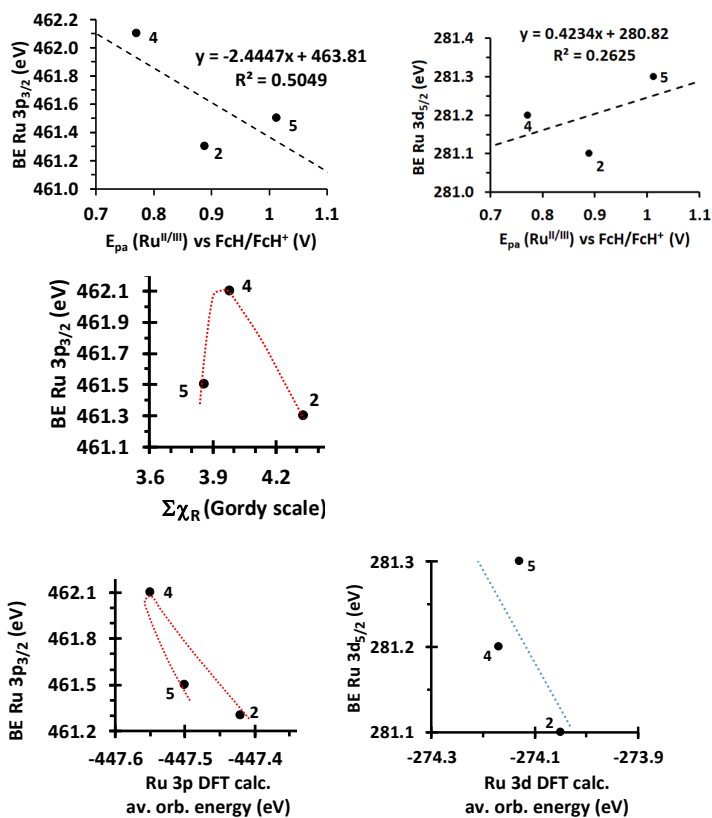 462.2
462.0
461.8
461.6
461.4
461.2
461.0
BE Ru 3p3/2 (eV)
4
y = -2.4447x + 463.81
R² = 0.5049
5
2
0.7 0.8 0.9 1 1.1
Epa (RuII/III) vs FcH/FcH+ (V)
281.4
281.3
281.2
281.1
281.0
BE Ru 3d5/2 (eV)
y = 0.4234x + 280.82
R² = 0.2625
5
4
2
0.7 0.8 0.9 1 1.1
Epa (RuII/III) vs FcH/FcH+ (V)
462.1
461.9
461.7
461.5
461.3
461.1
BE Ru 3p3/2 (eV)
4
5
2
3.6 3.9 4.2
ΣχR (Gordy scale)
462.1
461.8
461.5
461.2
BE Ru 3p3/2 (eV)
4
5
2
-447.6 -447.5 -447.4
Ru 3p DFT calc.
av. orb. energy (eV)
281.3
281.2
281.1
BE Ru 3d5/2 (eV)
5
4
2
-274.3 -274.1 -273.9
Ru 3d DFT calc.
av. orb. energy (eV)